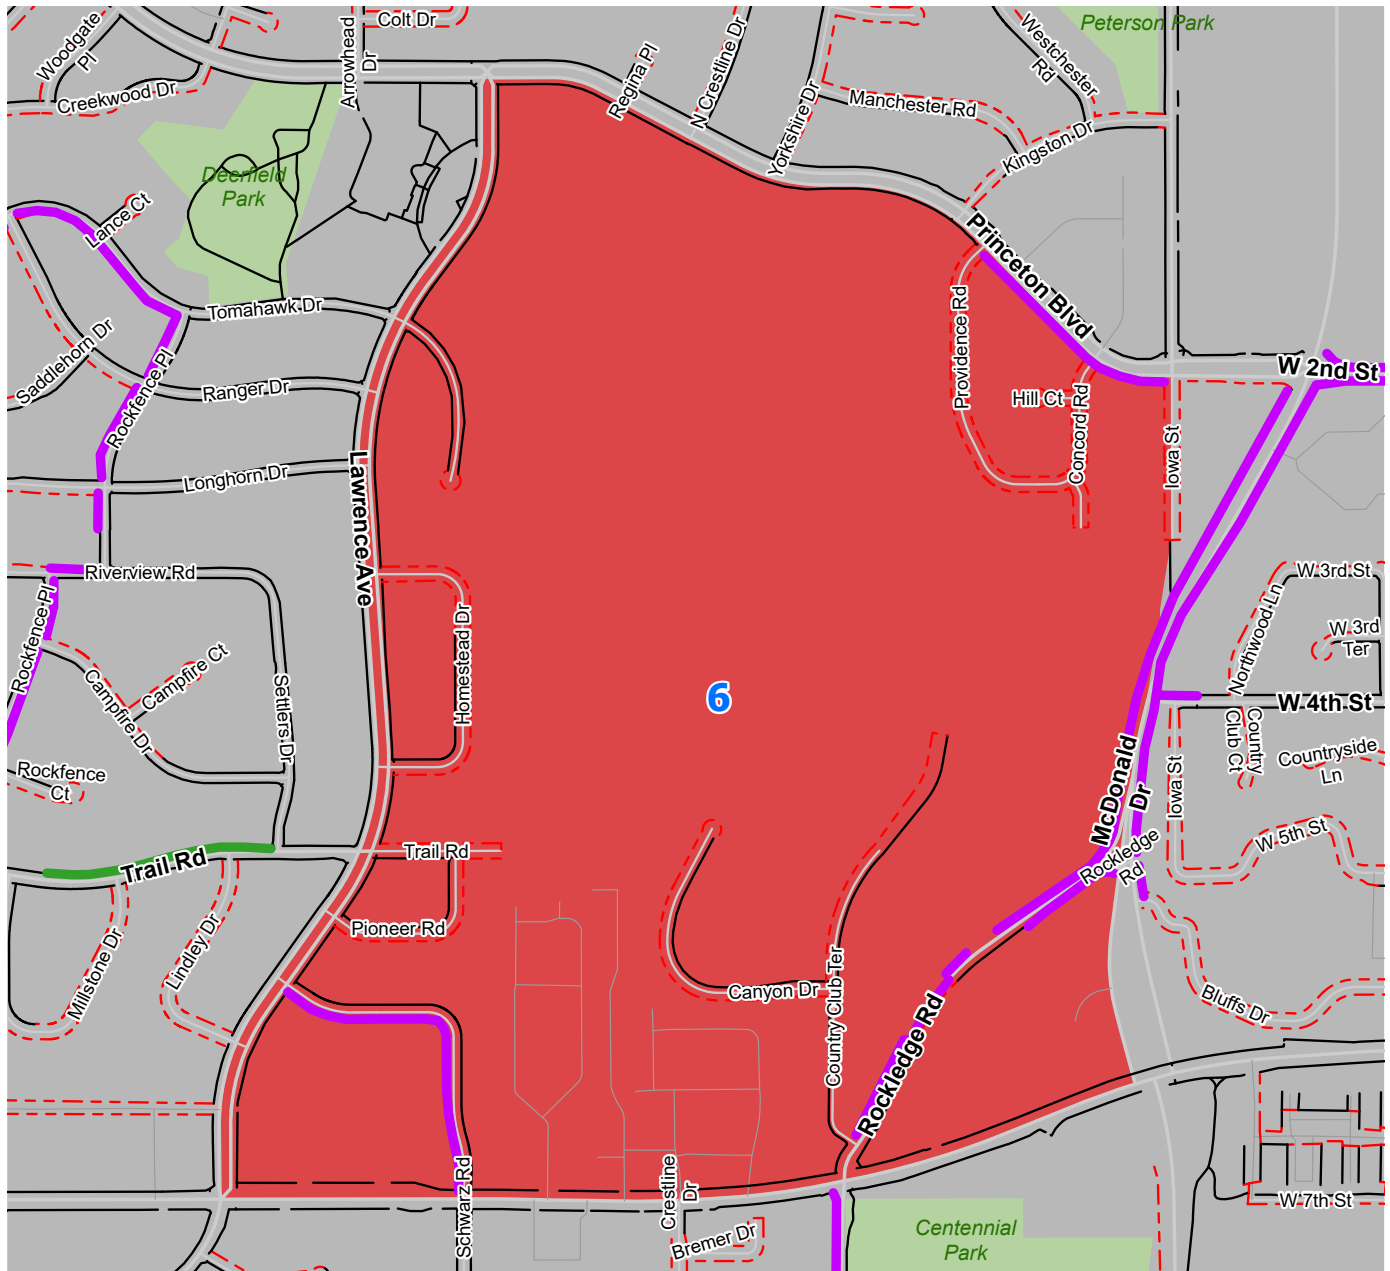 Colt Dr
Peterson Park
Woodgate
Pl
Arrowhead
Dr
N Crestline Dr
Westchester
Rd
Regina Pl
Creekwood Dr
Manchester Rd
Yorkshire Dr
Kingston Dr
Deerfield
Park
Lance Ct
Princeton Blvd
Tomahawk Dr
Providence Rd
Saddlehorn Dr
Rockfence Pl
Ranger Dr
W 2nd St
Hill Ct
Concord Rd
Iowa St
Longhorn Dr
Lawrence Ave
Riverview Rd
W 3rd St
Rockfence Pl
Northwood Ln
W 3rd
Ter
Homestead Dr
Campfire Ct
Settlers Dr
Campfire Dr
6
W 4th St
Country
Club Ct
Countryside
Ln
McDonald
Dr
Iowa St
Rockfence
Ct
W 5th St
Trail Rd
Trail Rd
Rockledge
Rd
Pioneer Rd
Lindley Dr
Millstone Dr
Canyon Dr
Country Club Ter
Bluffs Dr
Rockledge Rd
Schwarz Rd
Crestline
Dr
W 7th St
Bremer Dr
Centennial
Park